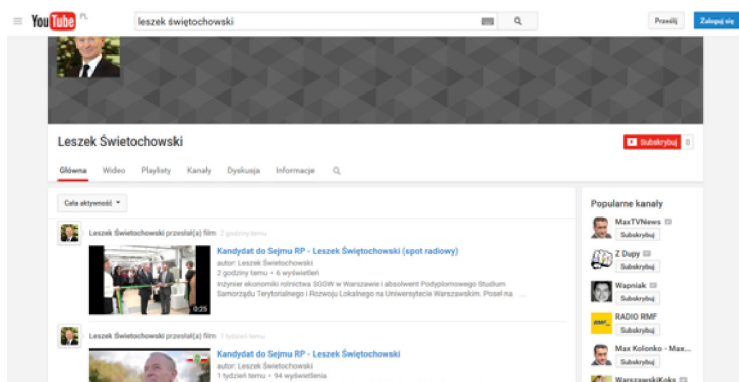 You Tube PL
leszek świętochowski
Prześlij
Zaloguj się
Leszek Świetochowski
Subskrybuj 0
Główna Wideo Playlisty Kanały Dyskusja Informacje
Cała aktywność
Leszek Świetochowski przesłał(a) film 2 godziny temu
Kandydat do Sejmu RP - Leszek Świętochowski (spot radiowy)
autor: Leszek Świetochowski
2 godziny temu • 6 wyświetleń
Inżynier ekonomiki rolnictwa SGGW w Warszawie i absolwent Podyplomowego Studium
Samorządu Terytorialnego i Rozwoju Lokalnego na Uniwersytecie Warszawskim. Poseł na ...
0:25
Leszek Świetochowski przesłał(a) film 1 tydzień temu
Kandydat do Sejmu RP - Leszek Świętochowski
autor: Leszek Świetochowski
1 tydzień temu • 94 wyświetlenia
Popularne kanały
MaxTVNews
Subskrybuj
Z Dupy
Subskrybuj
Wapniak
Subskrybuj
RADIO RMF
Subskrybuj
Max Kolonko - Max...
Subskrybuj
WarszawskiKoks